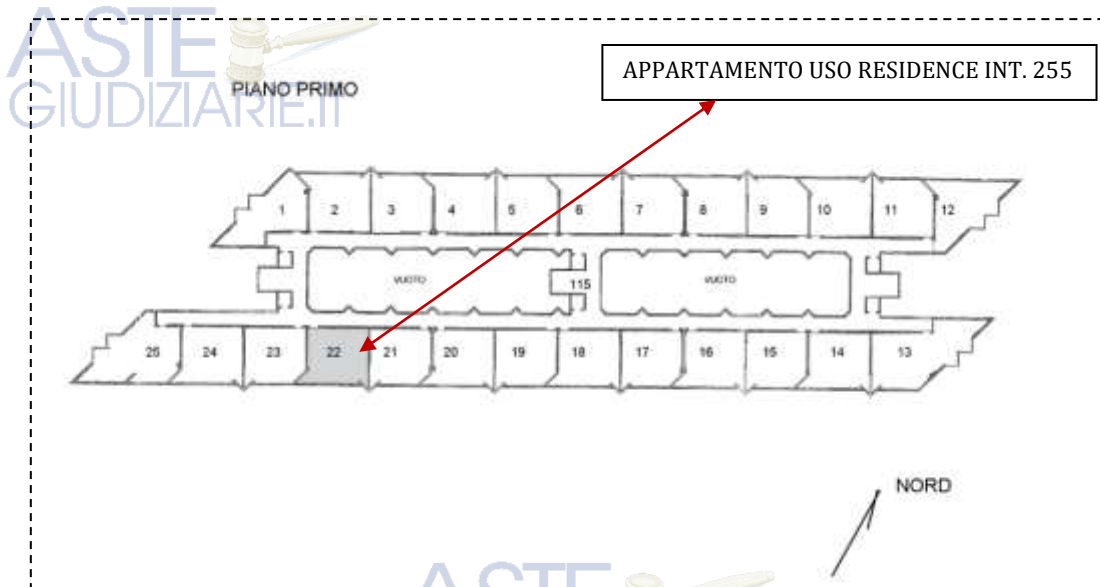 ASTE
GIUDIZIARIE.IT
PIANO PRIMO
APPARTAMENTO USO RESIDENCE INT. 255
1 2 3 4 5 6 7 8 9 10 11 12
VUOTO 115 VUOTO
25 24 23 22 21 20 19 18 17 16 15 14 13
NORD
ASTE